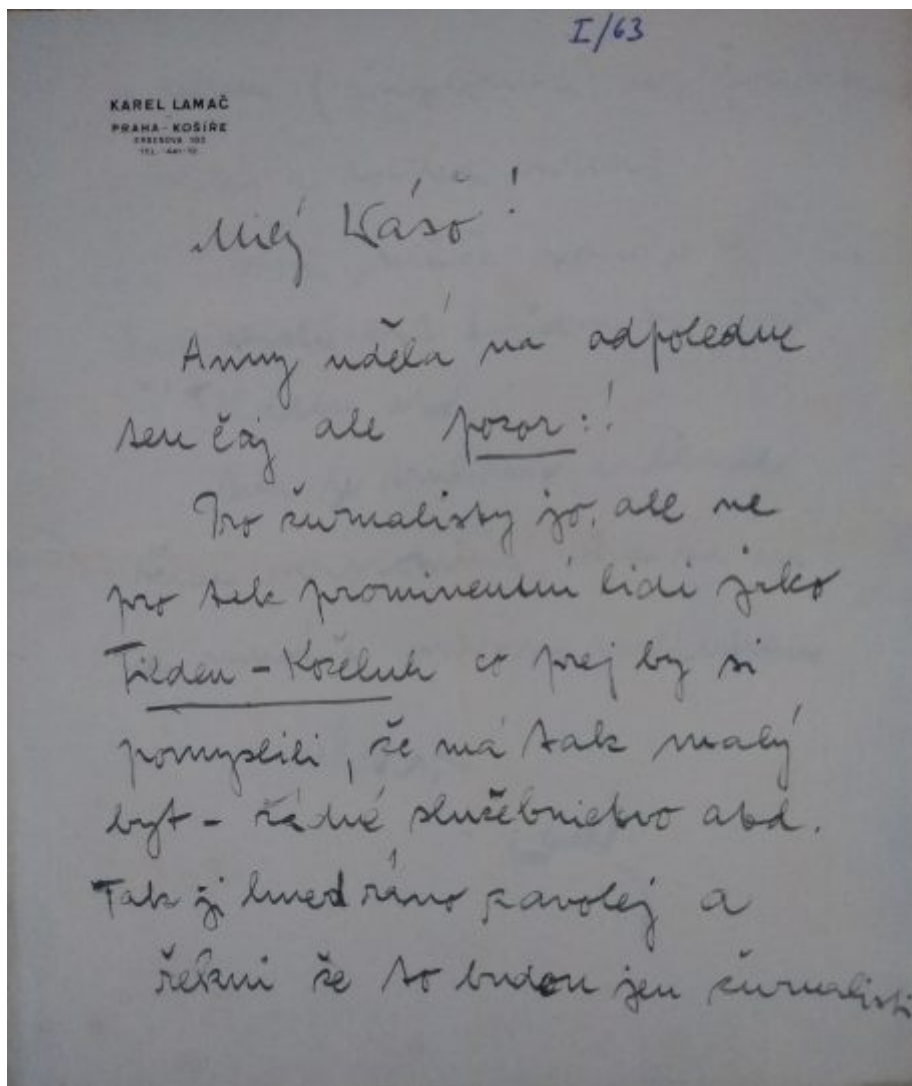 I/63
KAREL LAMAČ
PRAHA - KOŠÍŘE
Milý Vášo!
Anny udělá na odpoledne
ten čaj ale pozor:!
Pro žurnalisty jo, ale ne
pro tak prominentní lidi jako
Tilden - Koželuh co prej by si
pomyslili, že má tak malý
byt - žádné služebnictvo atd.
Tak jí hned ráno zavolej a
řekni že to budou jen žurnalisti